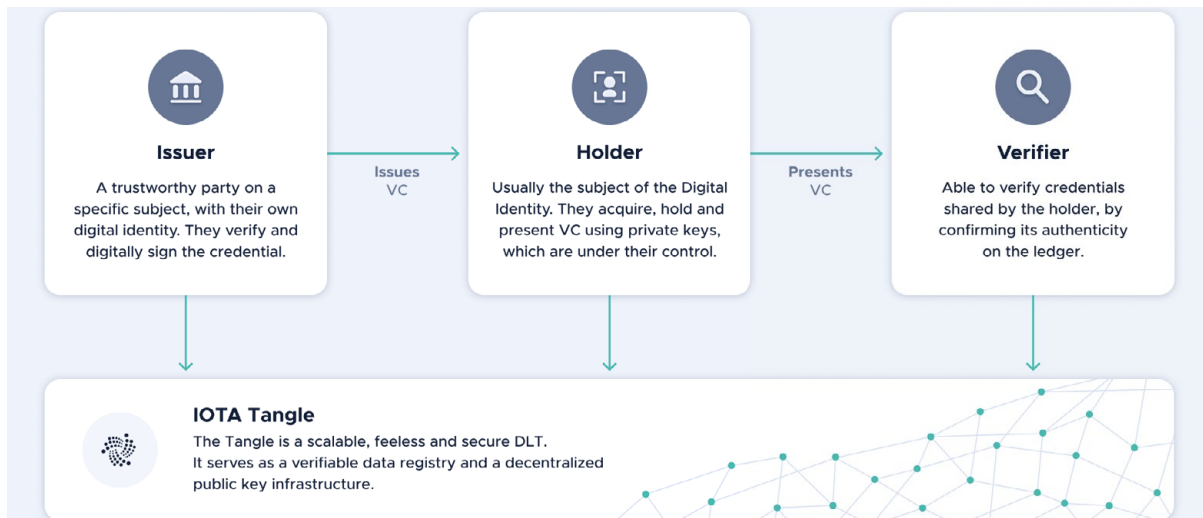 Issuer
A trustworthy party on a
specific subject, with their own
digital identity. They verify and
digitally sign the credential.
Issues
VC
Holder
Usually the subject of the Digital
Identity. They acquire, hold and
present VC using private keys,
which are under their control.
Presents
VC
Verifier
Able to verify credentials
shared by the holder, by
confirming its authenticity
on the ledger.
IOTA Tangle
The Tangle is a scalable, feeless and secure DLT.
It serves as a verifiable data registry and a decentralized
public key infrastructure.